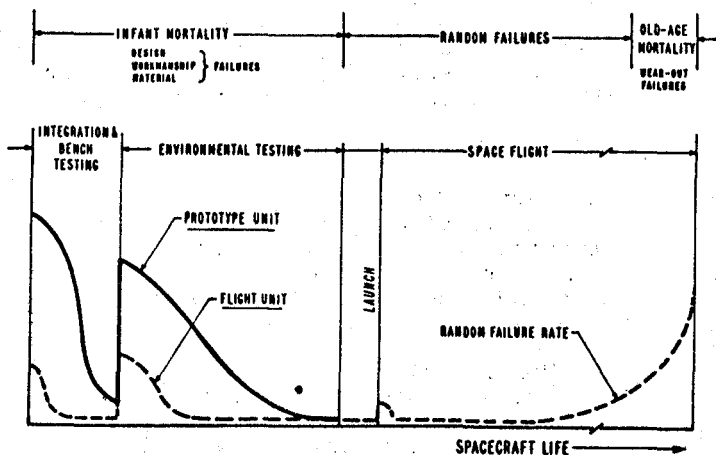 INFANT MORTALITY
DESIGN
WORKMANSHIP
MATERIAL
FAILURES
RANDOM FAILURES
OLD-AGE
MORTALITY
WEAR-OUT
FAILURES
INTEGRATION &
BENCH
TESTING
ENVIRONMENTAL TESTING
SPACE FLIGHT
PROTOTYPE UNIT
FLIGHT UNIT
LAUNCH
RANDOM FAILURE RATE
SPACECRAFT LIFE